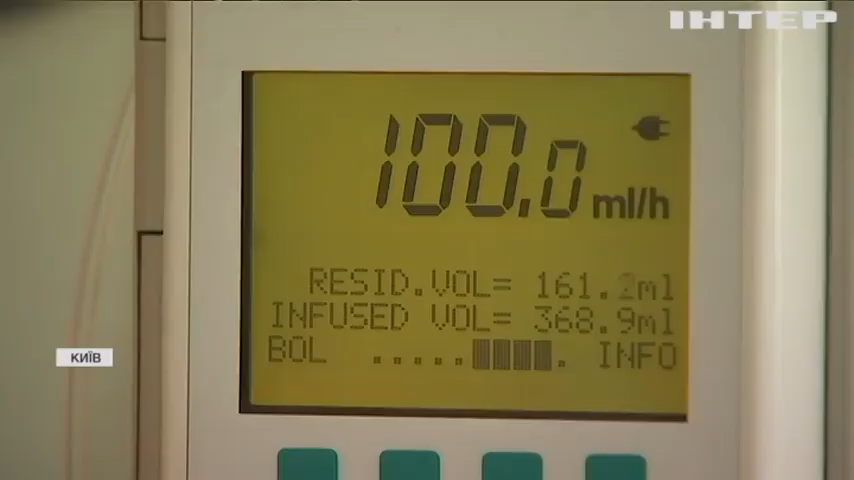 ІНТЕР
100.0 ml/h
RESID.VOL= 161.2ml
INFUSED VOL= 368.9ml
BOL INFO
КИЇВ